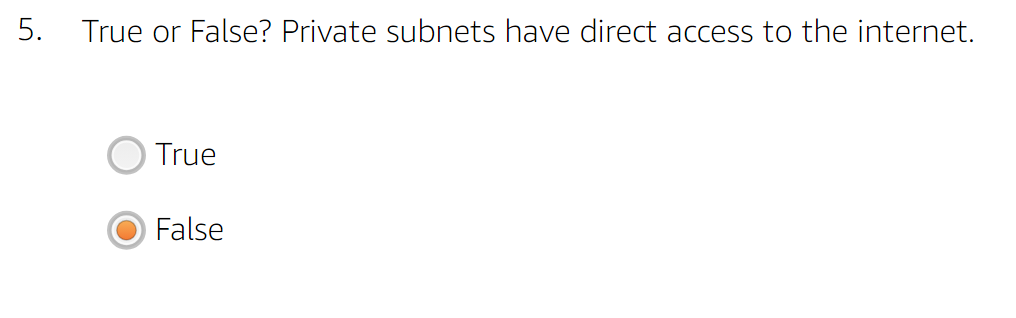 5. True or False? Private subnets have direct access to the internet.
True
False